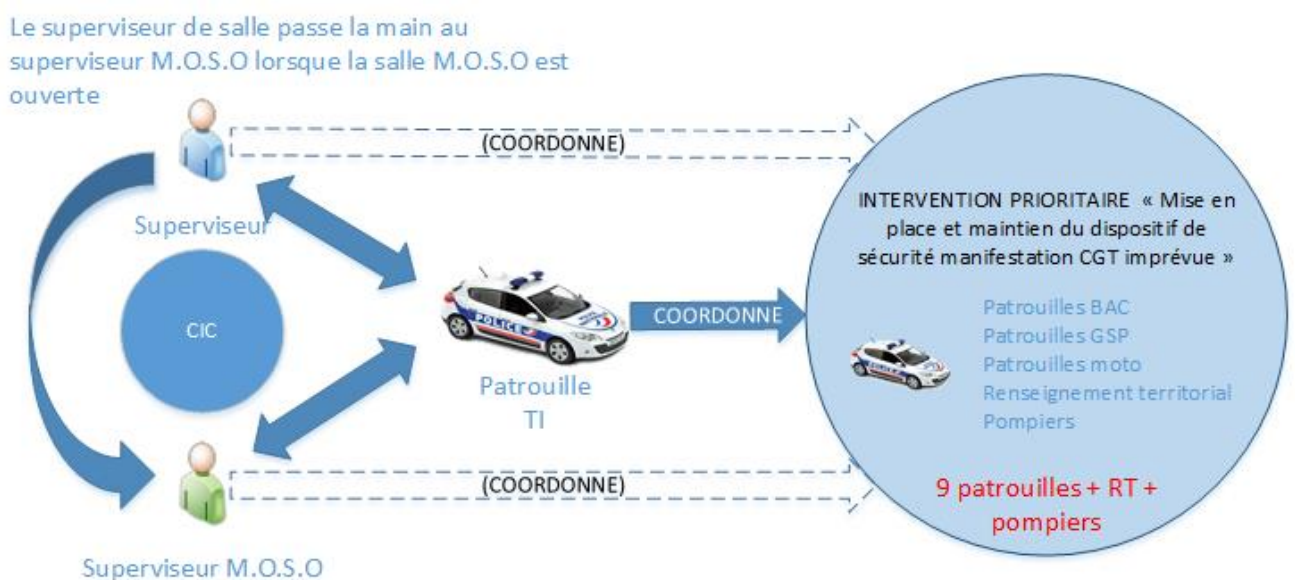 Le superviseur de salle passe la main au
superviseur M.O.S.O lorsque la salle M.O.S.O est
ouverte
(COORDONNE)
Superviseur
CIC
POLICE
Patrouille
TI
COORDONNE
INTERVENTION PRIORITAIRE « Mise en
place et maintien du dispositif de
sécurité manifestation CGT imprévue »
Patrouilles BAC
Patrouilles GSP
Patrouilles moto
Renseignement territorial
Pompiers
POLICE
9 patrouilles + RT +
pompiers
(COORDONNE)
Superviseur M.O.S.O